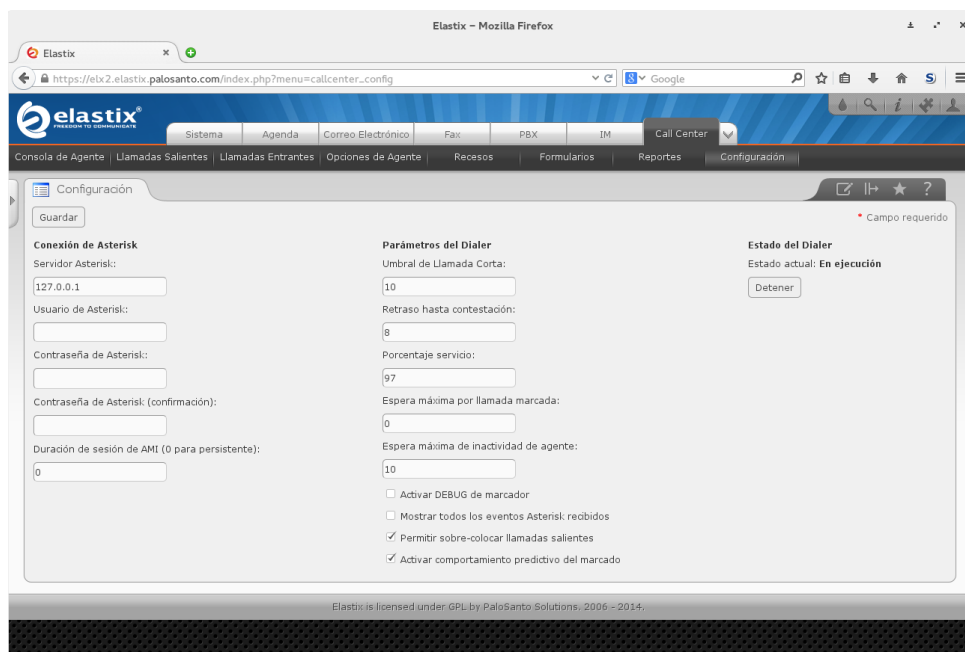 Elastix – Mozilla Firefox
Elastix
https://elx2.elastix.palosanto.com/index.php?menu=callcenter_config
Google
elastix®
FREEDOM TO COMMUNICATE
Sistema Agenda Correo Electrónico Fax PBX IM Call Center
Consola de Agente Llamadas Salientes Llamadas Entrantes Opciones de Agente Recesos Formularios Reportes Configuración
Configuración
Guardar
* Campo requerido
Conexión de Asterisk
Servidor Asterisk:
127.0.0.1
Usuario de Asterisk:
Contraseña de Asterisk:
Contraseña de Asterisk (confirmación):
Duración de sesión de AMI (0 para persistente):
0
Parámetros del Dialer
Umbral de Llamada Corta:
10
Retraso hasta contestación:
8
Porcentaje servicio:
97
Espera máxima por llamada marcada:
0
Espera máxima de inactividad de agente:
10
Activar DEBUG de marcador
Mostrar todos los eventos Asterisk recibidos
Permitir sobre-colocar llamadas salientes
Activar comportamiento predictivo del marcado
Estado del Dialer
Estado actual: En ejecución
Detener
Elastix is licensed under GPL by PaloSanto Solutions. 2006 - 2014.